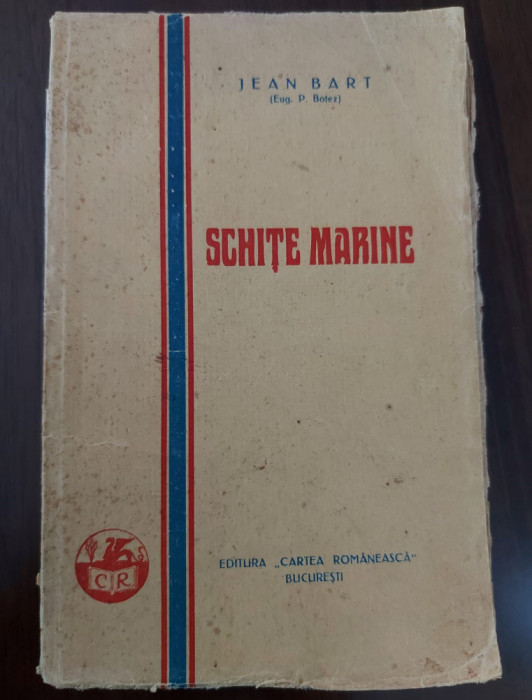 JEAN BART
(Eug. P. Botez)
SCHIȚE MARINE
C R
EDITURA „CARTEA ROMÂNEASCĂ"
BUCUREȘTI